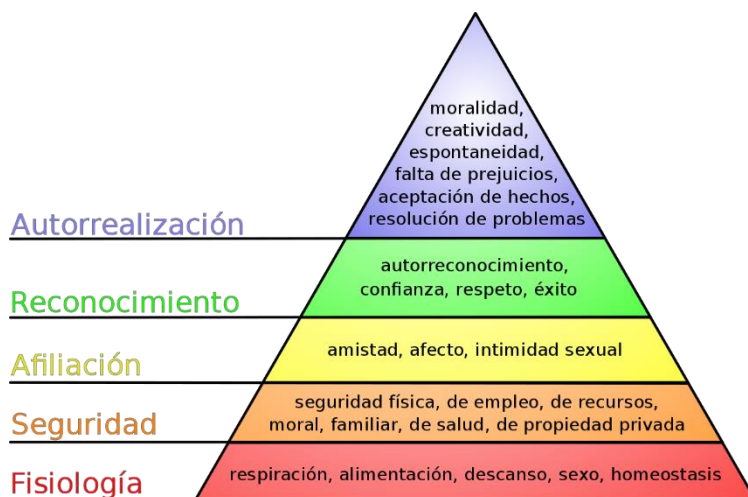 moralidad,
creatividad,
espontaneidad,
falta de prejuicios,
aceptación de hechos,
resolución de problemas
Autorrealización
autorreconocimiento,
confianza, respeto, éxito
Reconocimiento
amistad, afecto, intimidad sexual
Afiliación
seguridad física, de empleo, de recursos,
moral, familiar, de salud, de propiedad privada
Seguridad
respiración, alimentación, descanso, sexo, homeostasis
Fisiología